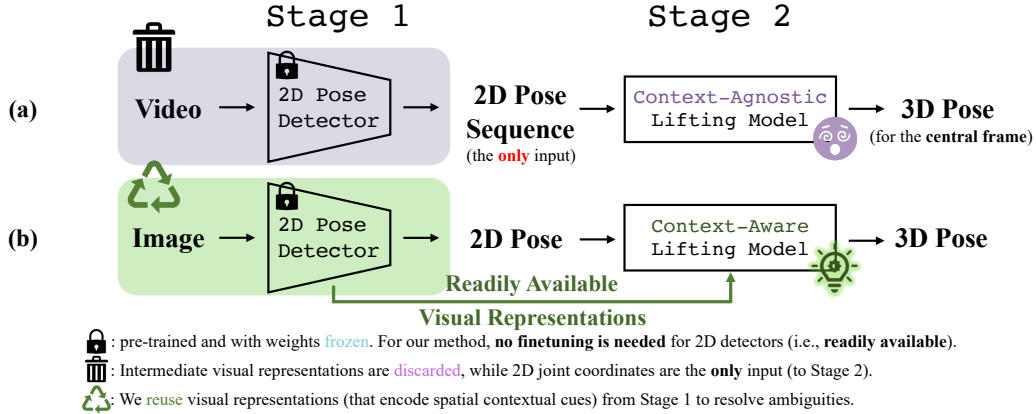 Stage 1
Stage 2
(a)
Video
2D Pose
Detector
2D Pose
Sequence
(the only input)
Context-Agnostic
Lifting Model
3D Pose
(for the central frame)
(b)
Image
2D Pose
Detector
2D Pose
Context-Aware
Lifting Model
3D Pose
Readily Available
Visual Representations
: pre-trained and with weights frozen. For our method, no finetuning is needed for 2D detectors (i.e., readily available).
: Intermediate visual representations are discarded, while 2D joint coordinates are the only input (to Stage 2).
: We reuse visual representations (that encode spatial contextual cues) from Stage 1 to resolve ambiguities.